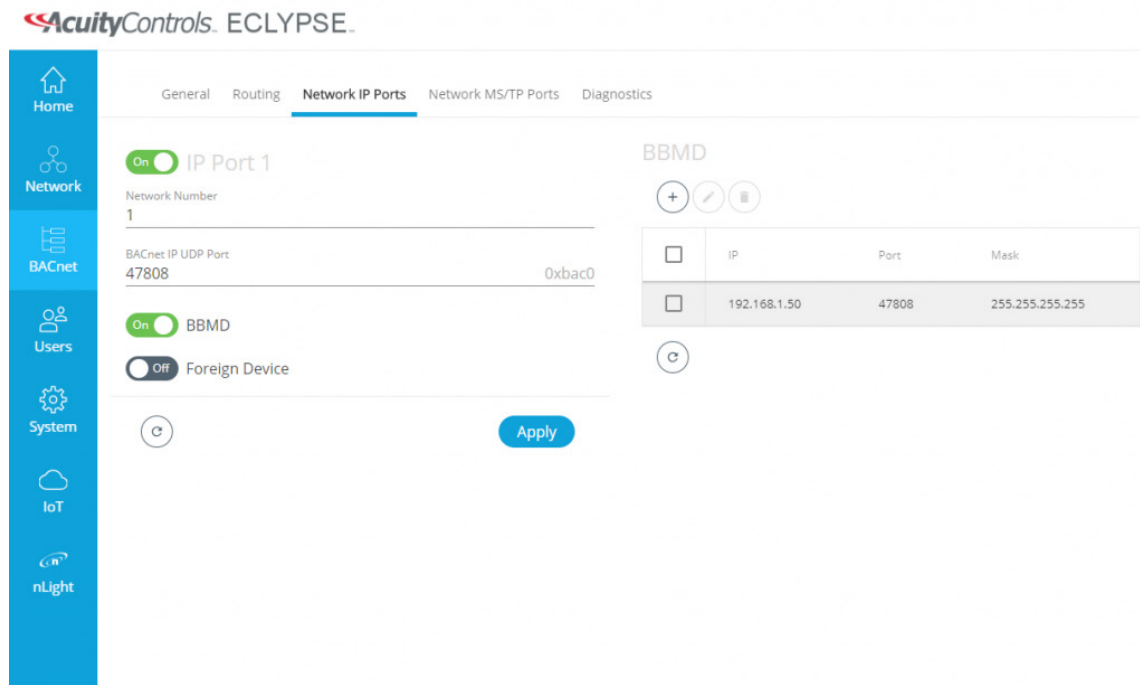 AcuityControls. ECLYPSE.
Home
Network
BACnet
Users
System
IoT
nLight
General Routing Network IP Ports Network MS/TP Ports Diagnostics
On IP Port 1
Network Number
1
BACnet IP UDP Port
47808 0xbac0
On BBMD
Off Foreign Device
Apply
BBMD
IP Port Mask
192.168.1.50 47808 255.255.255.255